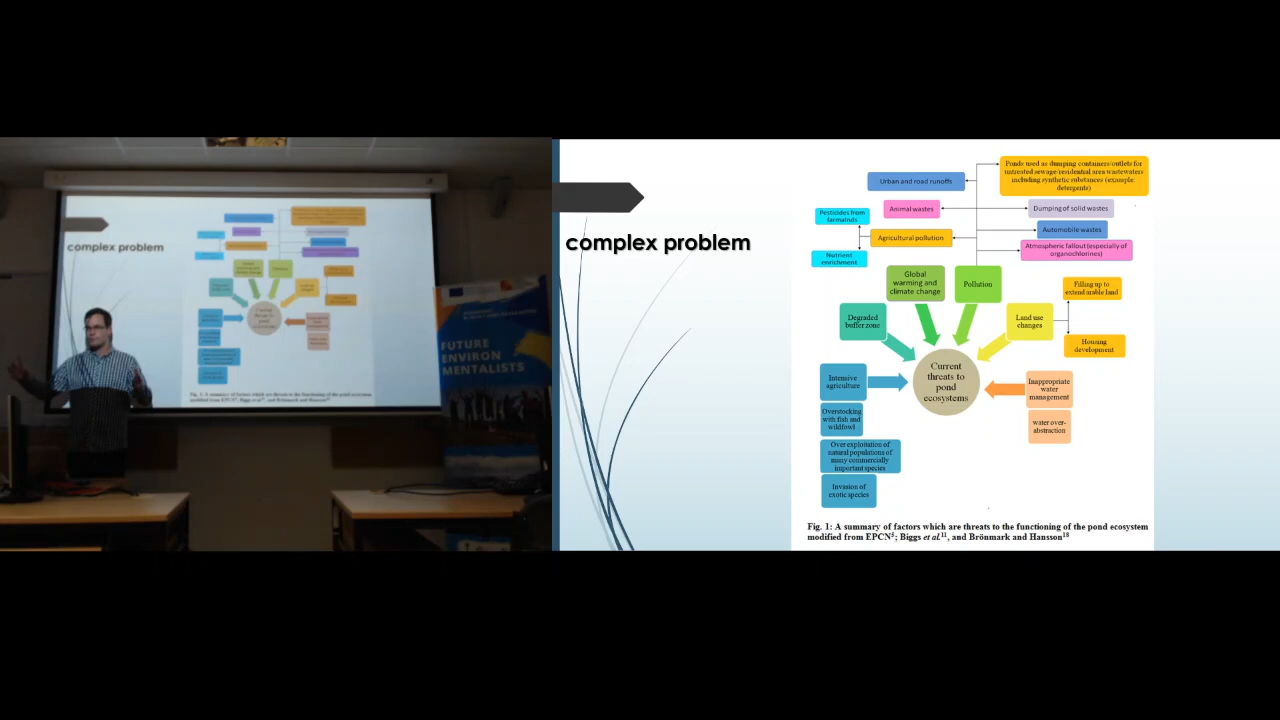 complex problem
FUTURE
ENVIRON
MENTALISTS
complex problem
Ponds used as dumping containers/outlets for
untreated sewage/residential area wastewaters
including synthetic substances (example
detergents)
Urban and road runoffs
Animal wastes
Dumping of solid wastes
Pesticides from
farmalnds
Agricultural pollution
Automobile wastes
Nutrient
enrichment
Atmospheric fallout (especially of
organochlorines)
Global
warming and
climate change
Pollution
Filling up to
extend arable land
Degraded
buffer zone
Land use
changes
Housing
development
Current
threats to
pond
ecosystems
Intensive
agriculture
Inappropriate
water
management
Overstocking
with fish and
wildfowl
water over-
abstraction
Over exploitation of
natural populations of
many commercially
important species
Invasion of
exotic species
Fig. 1: A summary of factors which are threats to the functioning of the pond ecosystem
modified from EPCN5; Biggs et al.11, and Brönmark and Hansson18